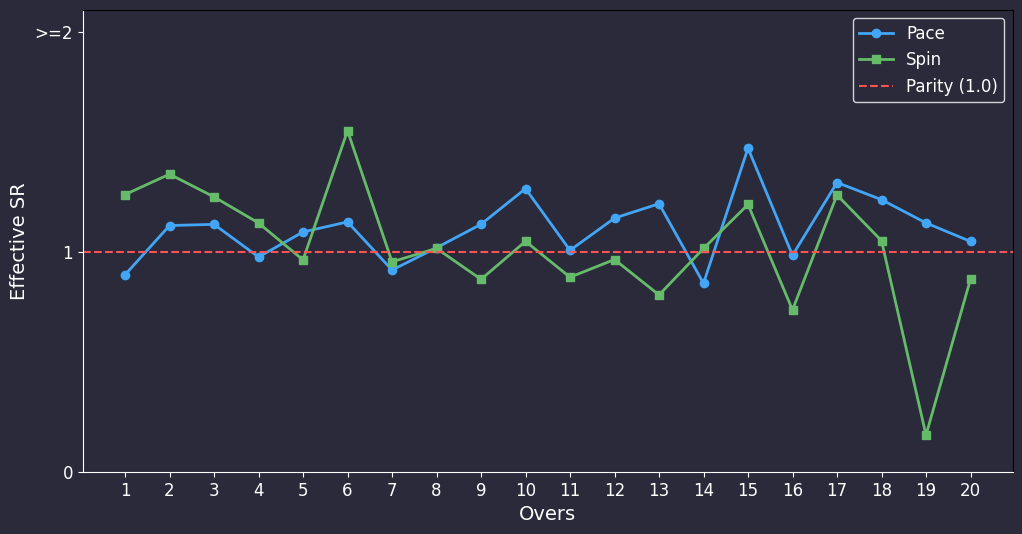 Pace
Spin
Parity (1.0)
>=2
1
0
Effective SR
1 2 3 4 5 6 7 8 9 10 11 12 13 14 15 16 17 18 19 20
Overs